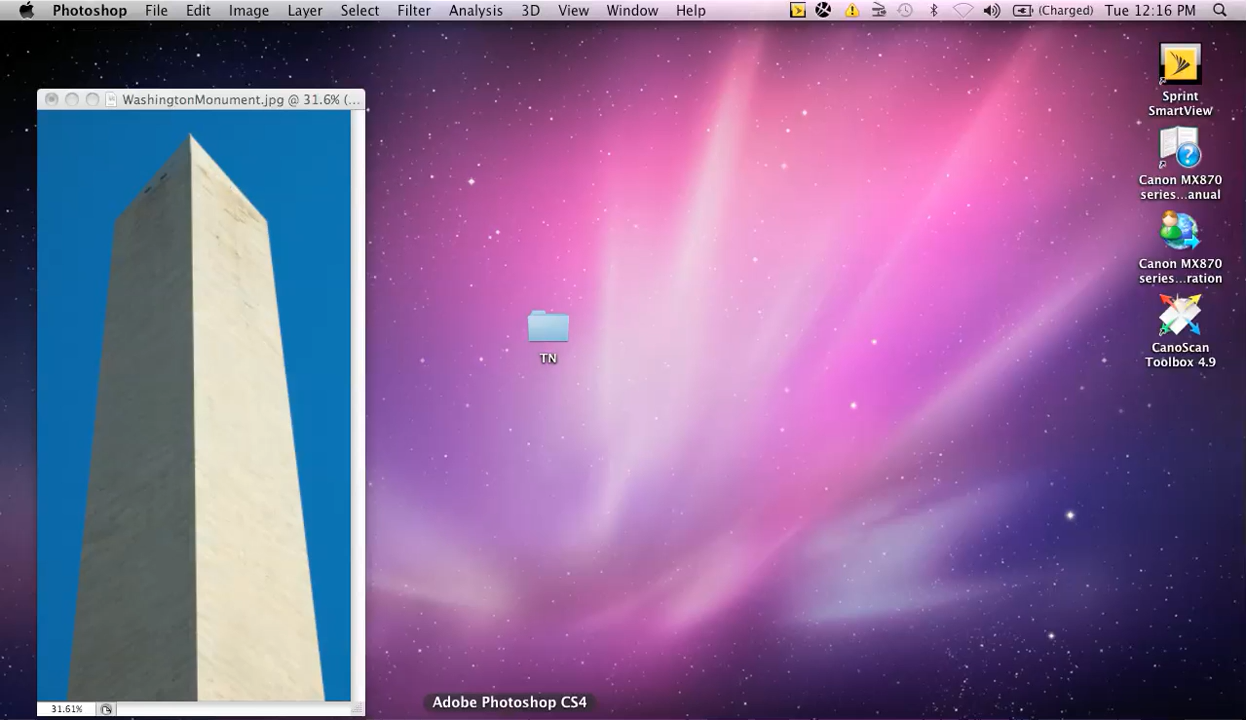 Photoshop File Edit Image Layer Select Filter Analysis 3D View Window Help (Charged) Tue 12:16 PM
WashingtonMonument.jpg @ 31.6% (...
Sprint
SmartView
Canon MX870
series...anual
Canon MX870
series...ration
CanoScan
Toolbox 4.9
TN
Adobe Photoshop CS4
31.61%